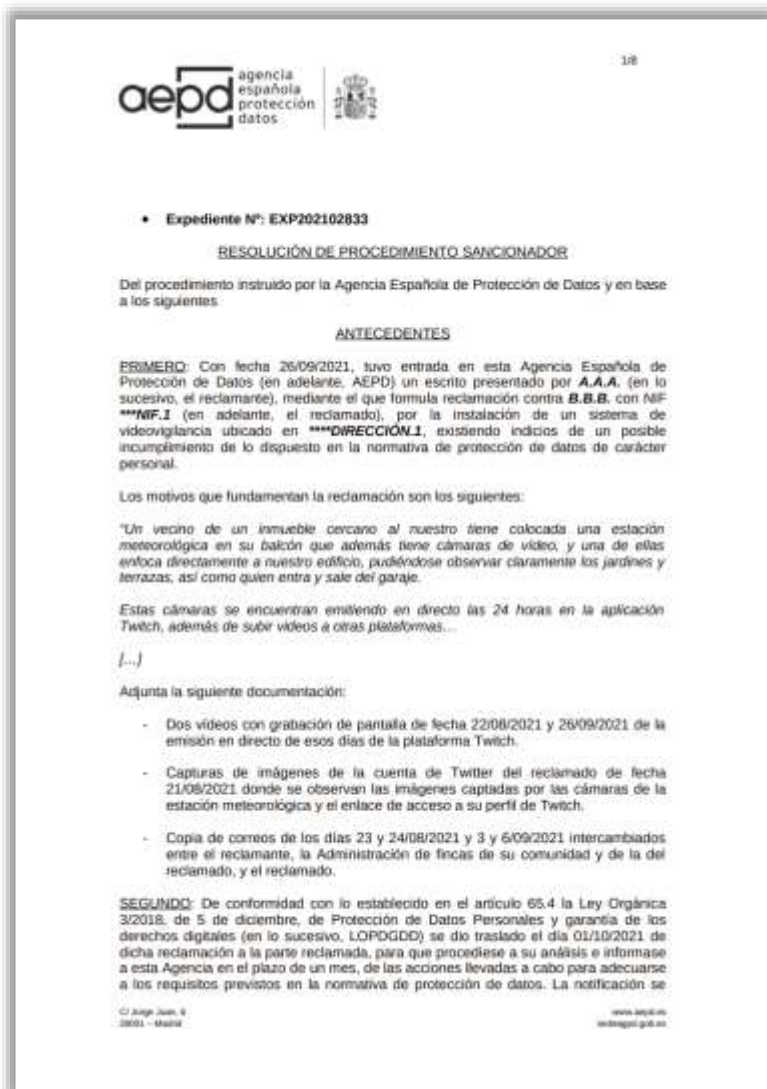 1/8
aepd
agencia
española
protección
datos
• Expediente Nº: EXP202102833
RESOLUCIÓN DE PROCEDIMIENTO SANCIONADOR
Del procedimiento instruido por la Agencia Española de Protección de Datos y en base
a los siguientes
ANTECEDENTES
PRIMERO: Con fecha 26/09/2021, tuvo entrada en esta Agencia Española de
Protección de Datos (en adelante, AEPD) un escrito presentado por A.A.A. (en lo
sucesivo, el reclamante), mediante el que formula reclamación contra B.B.B. con NIF
***NIF.1 (en adelante, el reclamado), por la instalación de un sistema de
videovigilancia ubicado en ****DIRECCIÓN.1, existiendo indicios de un posible
incumplimiento de lo dispuesto en la normativa de protección de datos de carácter
personal.
Los motivos que fundamentan la reclamación son los siguientes:
"Un vecino de un inmueble cercano al nuestro tiene colocada una estación
meteorológica en su balcón que además tiene cámaras de vídeo, y una de ellas
enfoca directamente a nuestro edificio, pudiéndose observar claramente los jardines y
terrazas, así como quien entra y sale del garaje.
Estas cámaras se encuentran emitiendo en directo las 24 horas en la aplicación
Twitch, además de subir videos a otras plataformas…
[…]
Adjunta la siguiente documentación:
- Dos vídeos con grabación de pantalla de fecha 22/08/2021 y 26/09/2021 de la
emisión en directo de esos días de la plataforma Twitch.
- Capturas de imágenes de la cuenta de Twitter del reclamado de fecha
21/08/2021 donde se observan las imágenes captadas por las cámaras de la
estación meteorológica y el enlace de acceso a su perfil de Twitch.
- Copia de correos de los días 23 y 24/08/2021 y 3 y 6/09/2021 intercambiados
entre el reclamante, la Administración de fincas de su comunidad y de la del
reclamado, y el reclamado.
SEGUNDO: De conformidad con lo establecido en el artículo 65.4 la Ley Orgánica
3/2018, de 5 de diciembre, de Protección de Datos Personales y garantía de los
derechos digitales (en lo sucesivo, LOPDGDD) se dio traslado el día 01/10/2021 de
dicha reclamación a la parte reclamada, para que procediese a su análisis e informase
a esta Agencia en el plazo de un mes, de las acciones llevadas a cabo para adecuarse
a los requisitos previstos en la normativa de protección de datos. La notificación se
C/ Jorge Juan, 6
28001 – Madrid
www.aepd.es
sedeagpd.gob.es